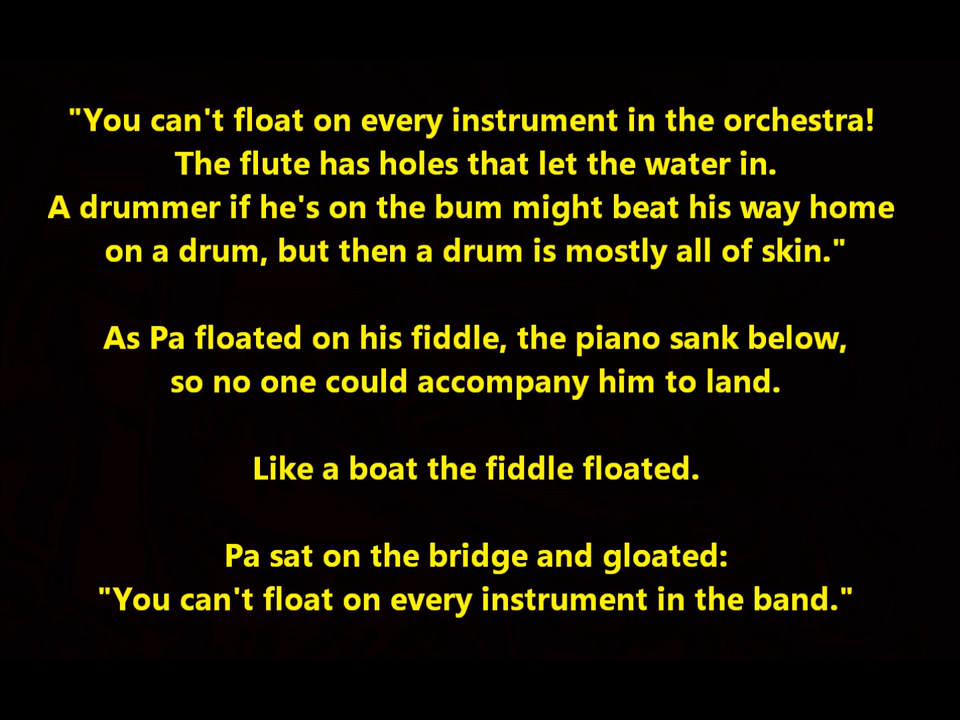 "You can't float on every instrument in the orchestra!
The flute has holes that let the water in.
A drummer if he's on the bum might beat his way home
on a drum, but then a drum is mostly all of skin."
As Pa floated on his fiddle, the piano sank below,
so no one could accompany him to land.
Like a boat the fiddle floated.
Pa sat on the bridge and gloated:
"You can't float on every instrument in the band."